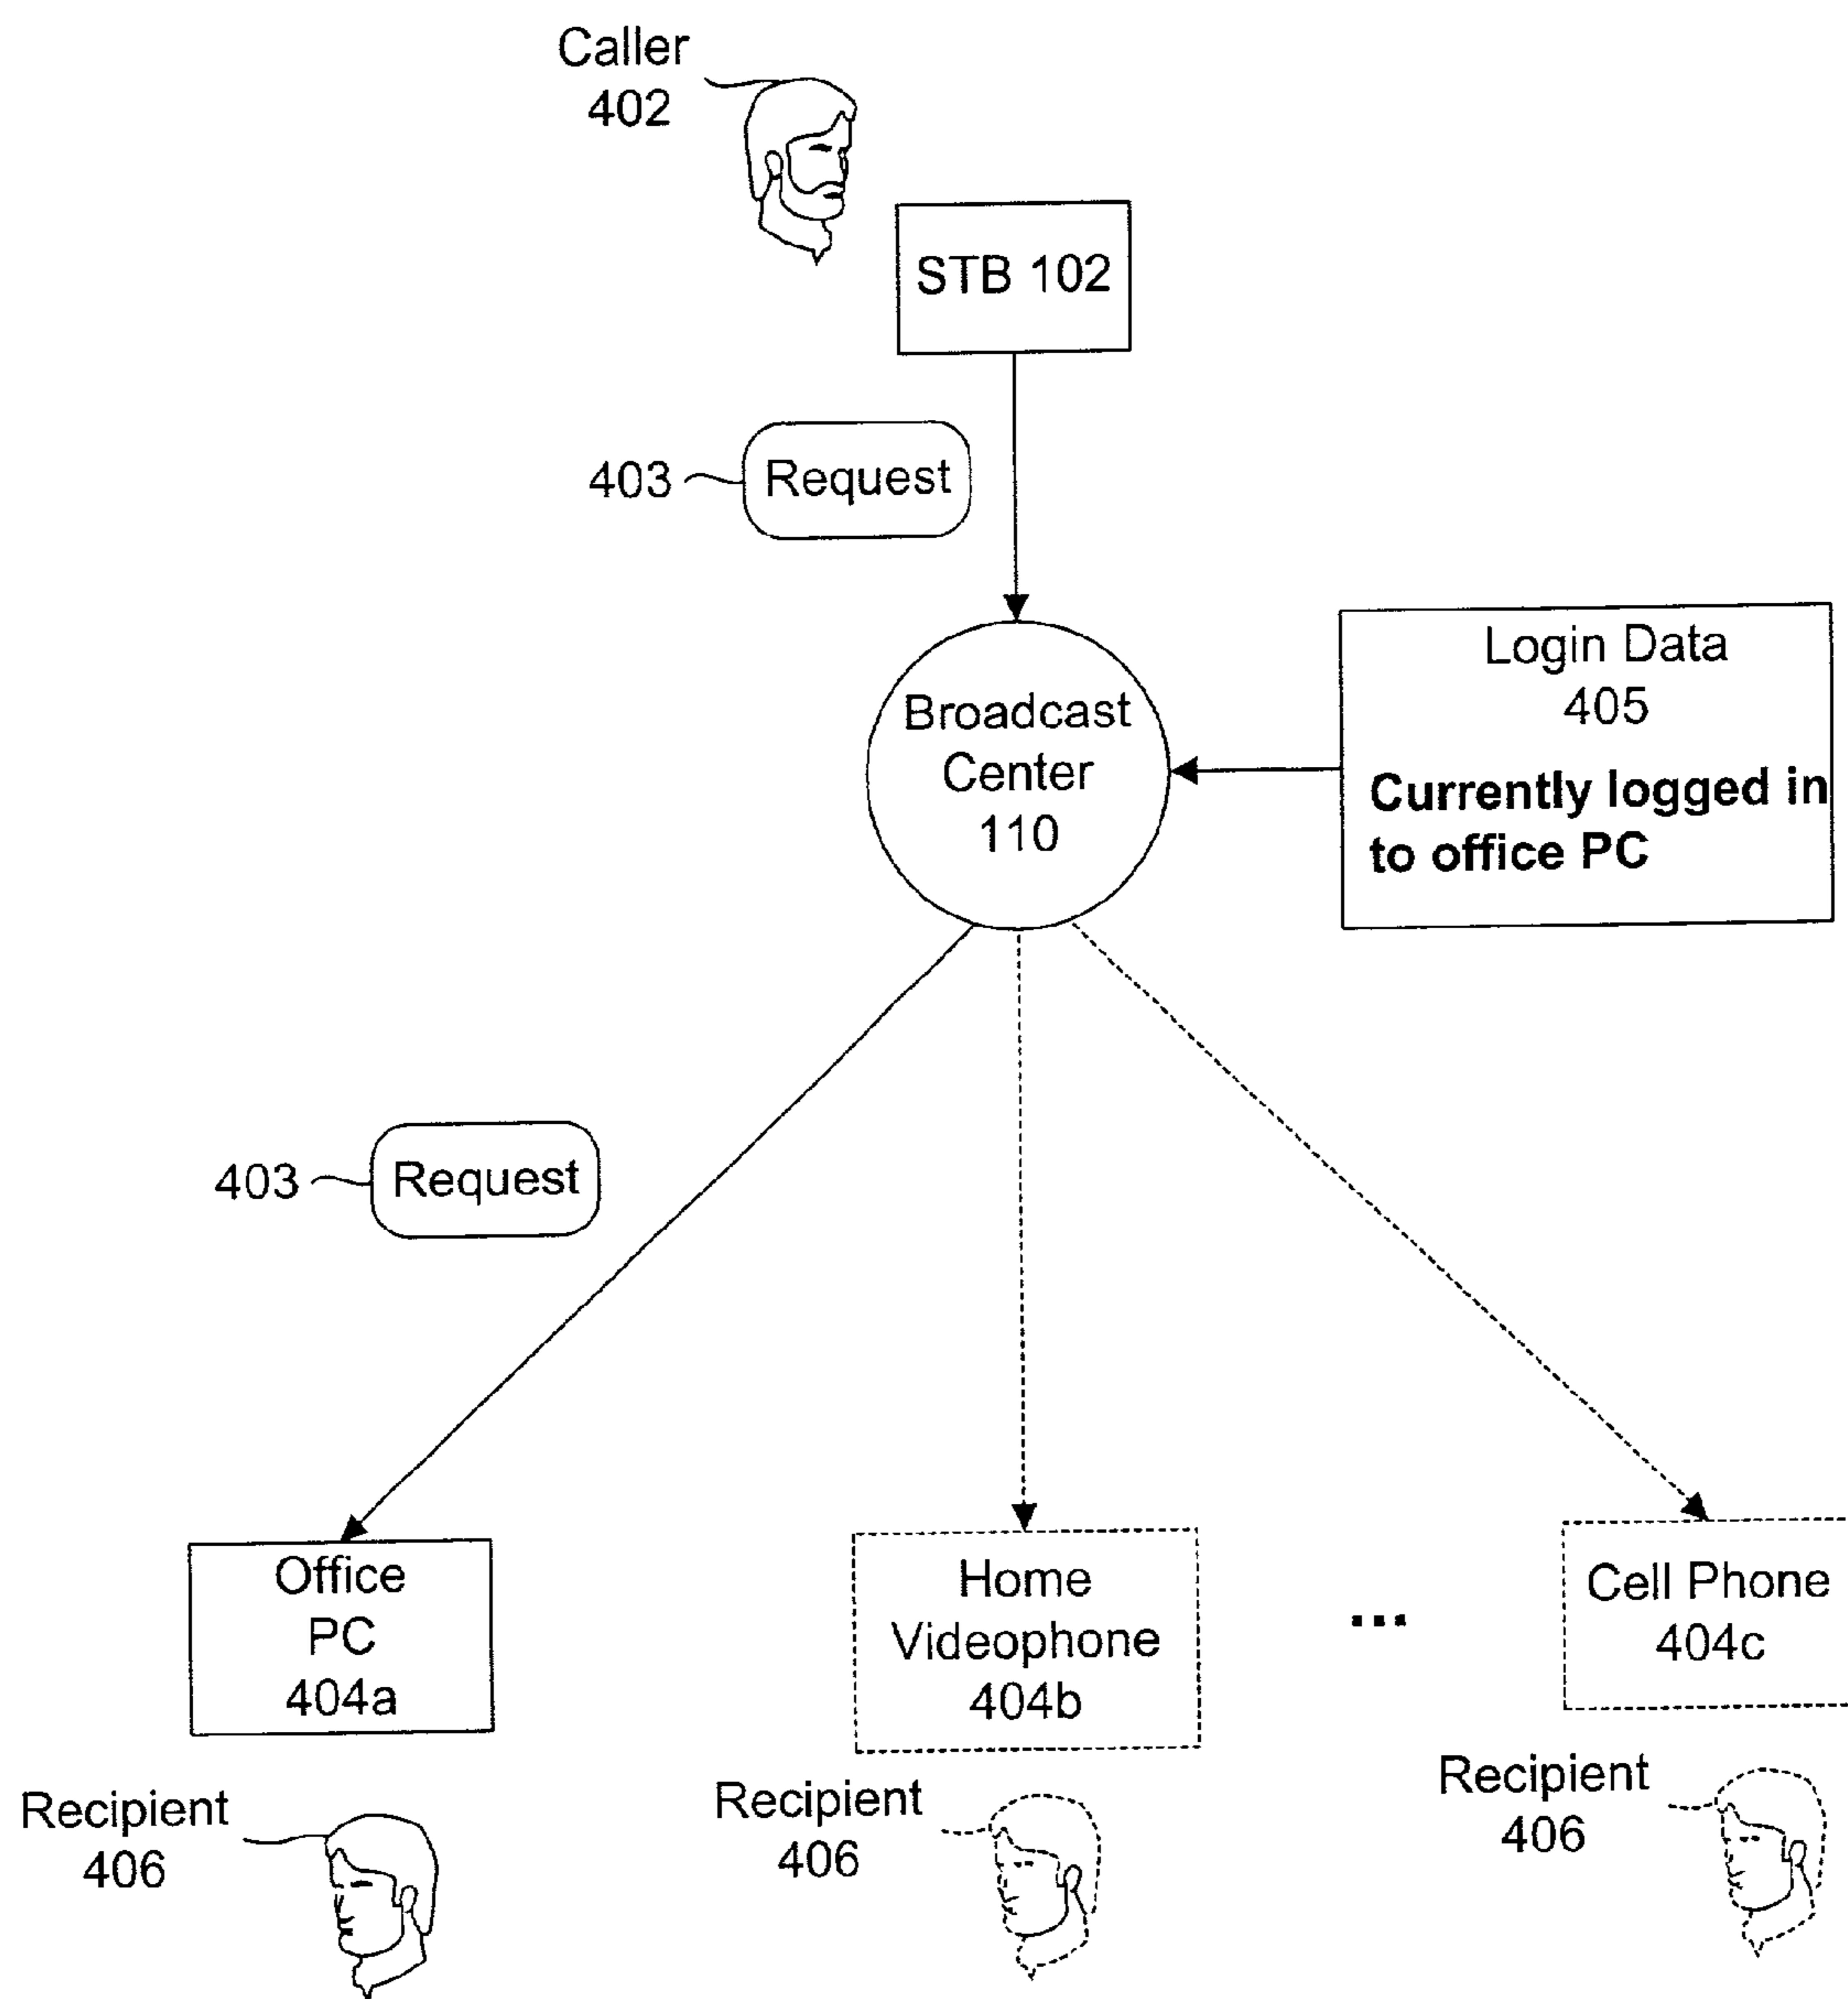 Caller
402
STB 102
403
Request
Login Data
405
Currently logged in
to office PC
Broadcast
Center
110
403
Request
Office
PC
404a
Home
Videophone
404b
...
Cell Phone
404c
Recipient
406
Recipient
406
Recipient
406